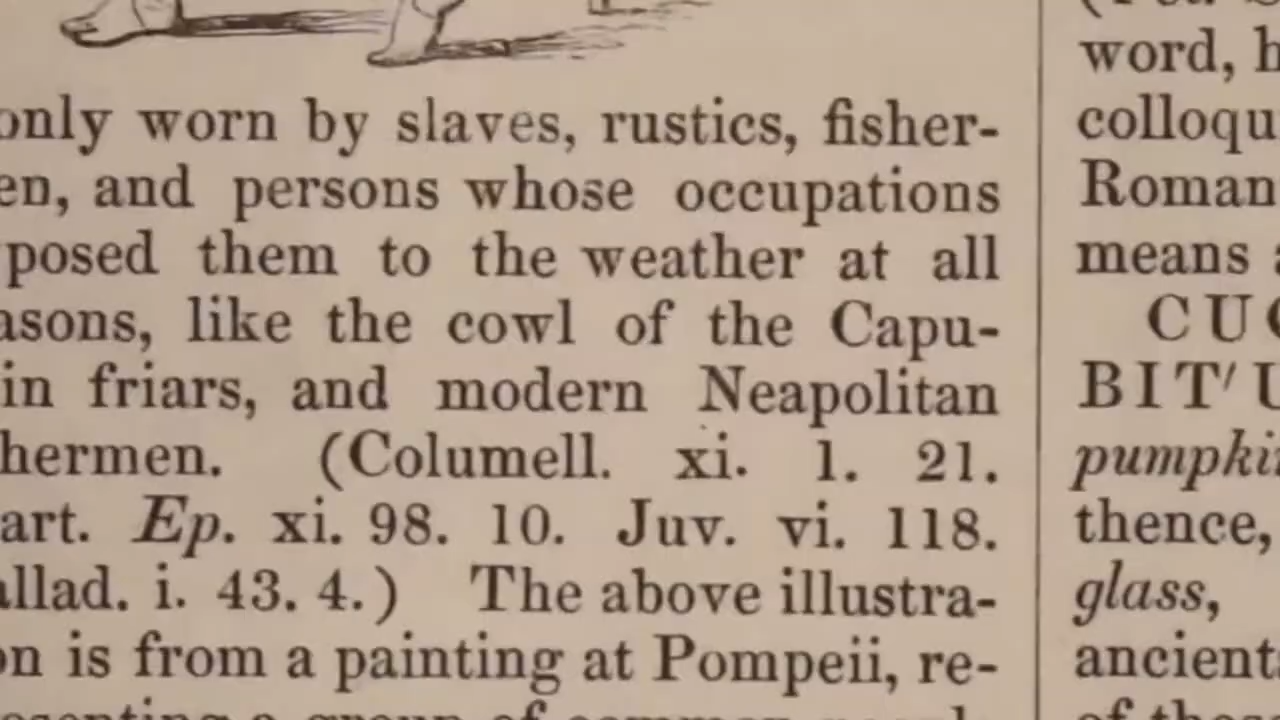 only worn by slaves, rustics, fisher-
en, and persons whose occupations
posed them to the weather at all
asons, like the cowl of the Capu-
in friars, and modern Neapolitan
hermen. (Columell. xi. 1. 21.
art. Ep. xi. 98. 10. Juv. vi. 118.
allad. i. 43. 4.) The above illustra-
on is from a painting at Pompeii, re-
word, h
colloqu
Roman
means a
CUC
BIT'U
pumpki
thence,
glass,
ancient